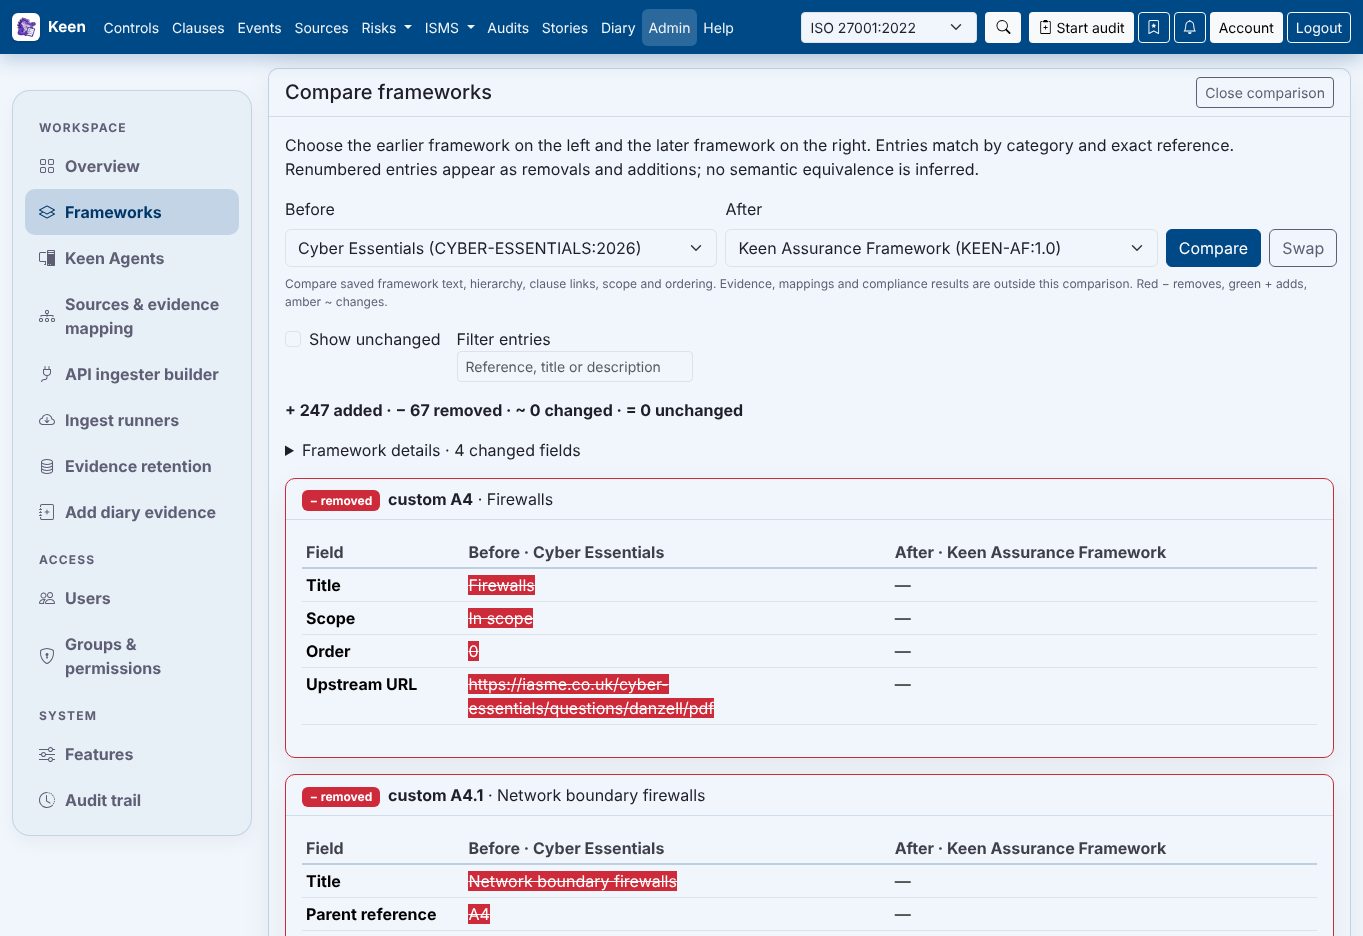 Keen Controls Clauses Events Sources Risks ISMS Audits Stories Diary Admin Help ISO 27001:2022 Start audit Account Logout
WORKSPACE
Overview
Frameworks
Keen Agents
Sources & evidence
mapping
API ingester builder
Ingest runners
Evidence retention
Add diary evidence
ACCESS
Users
Groups &
permissions
SYSTEM
Features
Audit trail
Compare frameworks
Close comparison
Choose the earlier framework on the left and the later framework on the right. Entries match by category and exact reference.
Renumbered entries appear as removals and additions; no semantic equivalence is inferred.
Before After
Cyber Essentials (CYBER-ESSENTIALS:2026) Keen Assurance Framework (KEEN-AF:1.0) Compare Swap
Compare saved framework text, hierarchy, clause links, scope and ordering. Evidence, mappings and compliance results are outside this comparison. Red − removes, green + adds,
amber ~ changes.
Show unchanged Filter entries
Reference, title or description
+ 247 added · − 67 removed · ~ 0 changed · = 0 unchanged
Framework details · 4 changed fields
− removed custom A4 · Firewalls
Field Before · Cyber Essentials After · Keen Assurance Framework
Title Firewalls —
Scope In scope —
Order 0 —
Upstream URL https://iasme.co.uk/cyber- —
essentials/questions/danzell/pdf
− removed custom A4.1 · Network boundary firewalls
Field Before · Cyber Essentials After · Keen Assurance Framework
Title Network boundary firewalls —
Parent reference A4 —